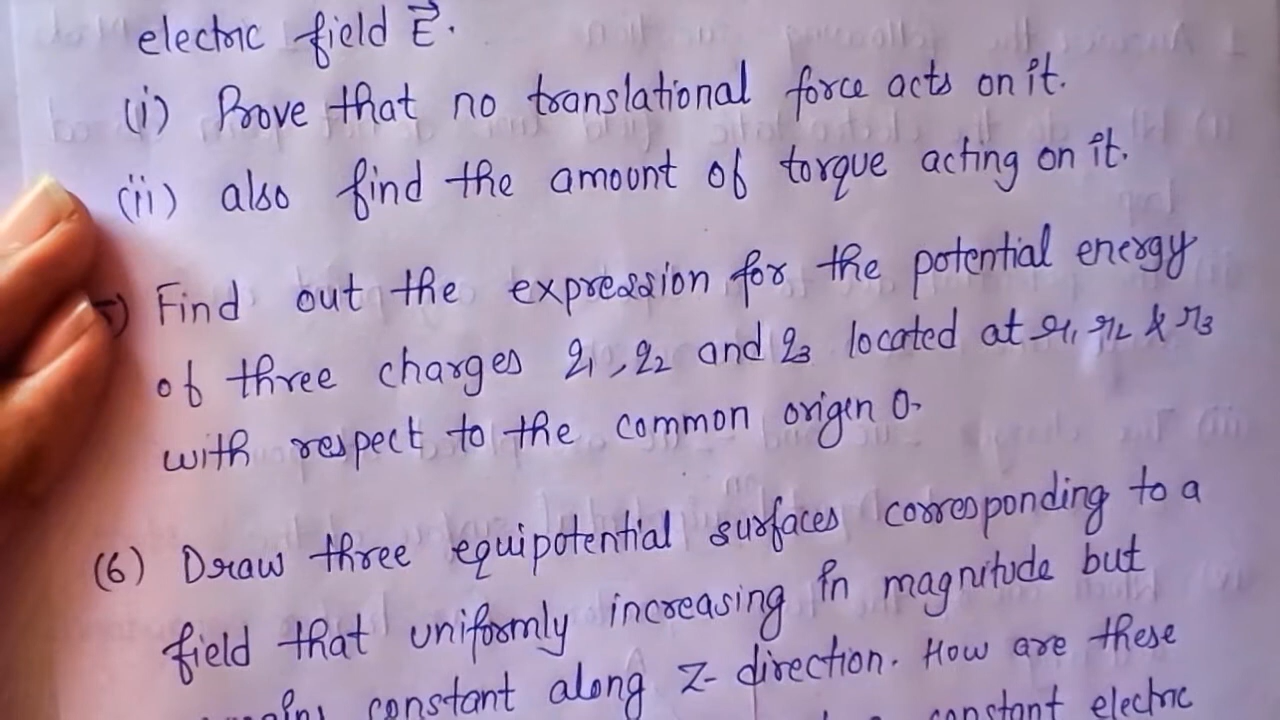 electric field E⃗.
(i) Prove that no translational force acts on it.
(ii) also find the amount of torque acting on it.
) Find out the expression for the potential energy
of three charges q1, q2 and q3 located at r1, r2 & r3
with respect to the common origin O.
(6) Draw three equipotential surfaces corresponding to a
field that uniformly increasing in magnitude but
constant along Z-direction. How are these
constant electric